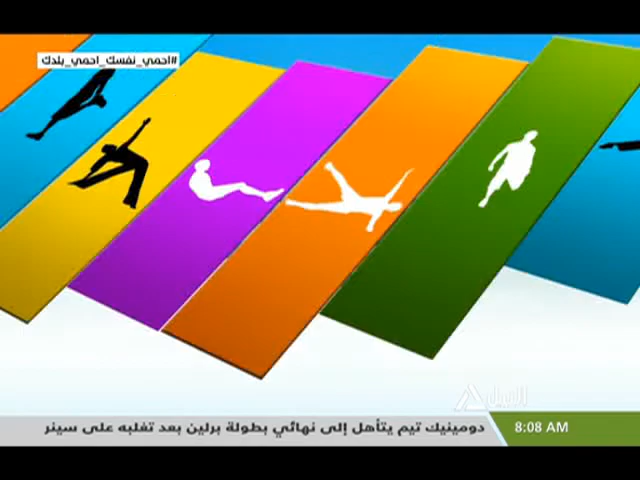 #احمي_نفسك_احمي_بلدك
النيل
دومينيك تيم يتأهل إلى نهائي بطولة برلين بعد تغلبه على سينر
8:08 AM